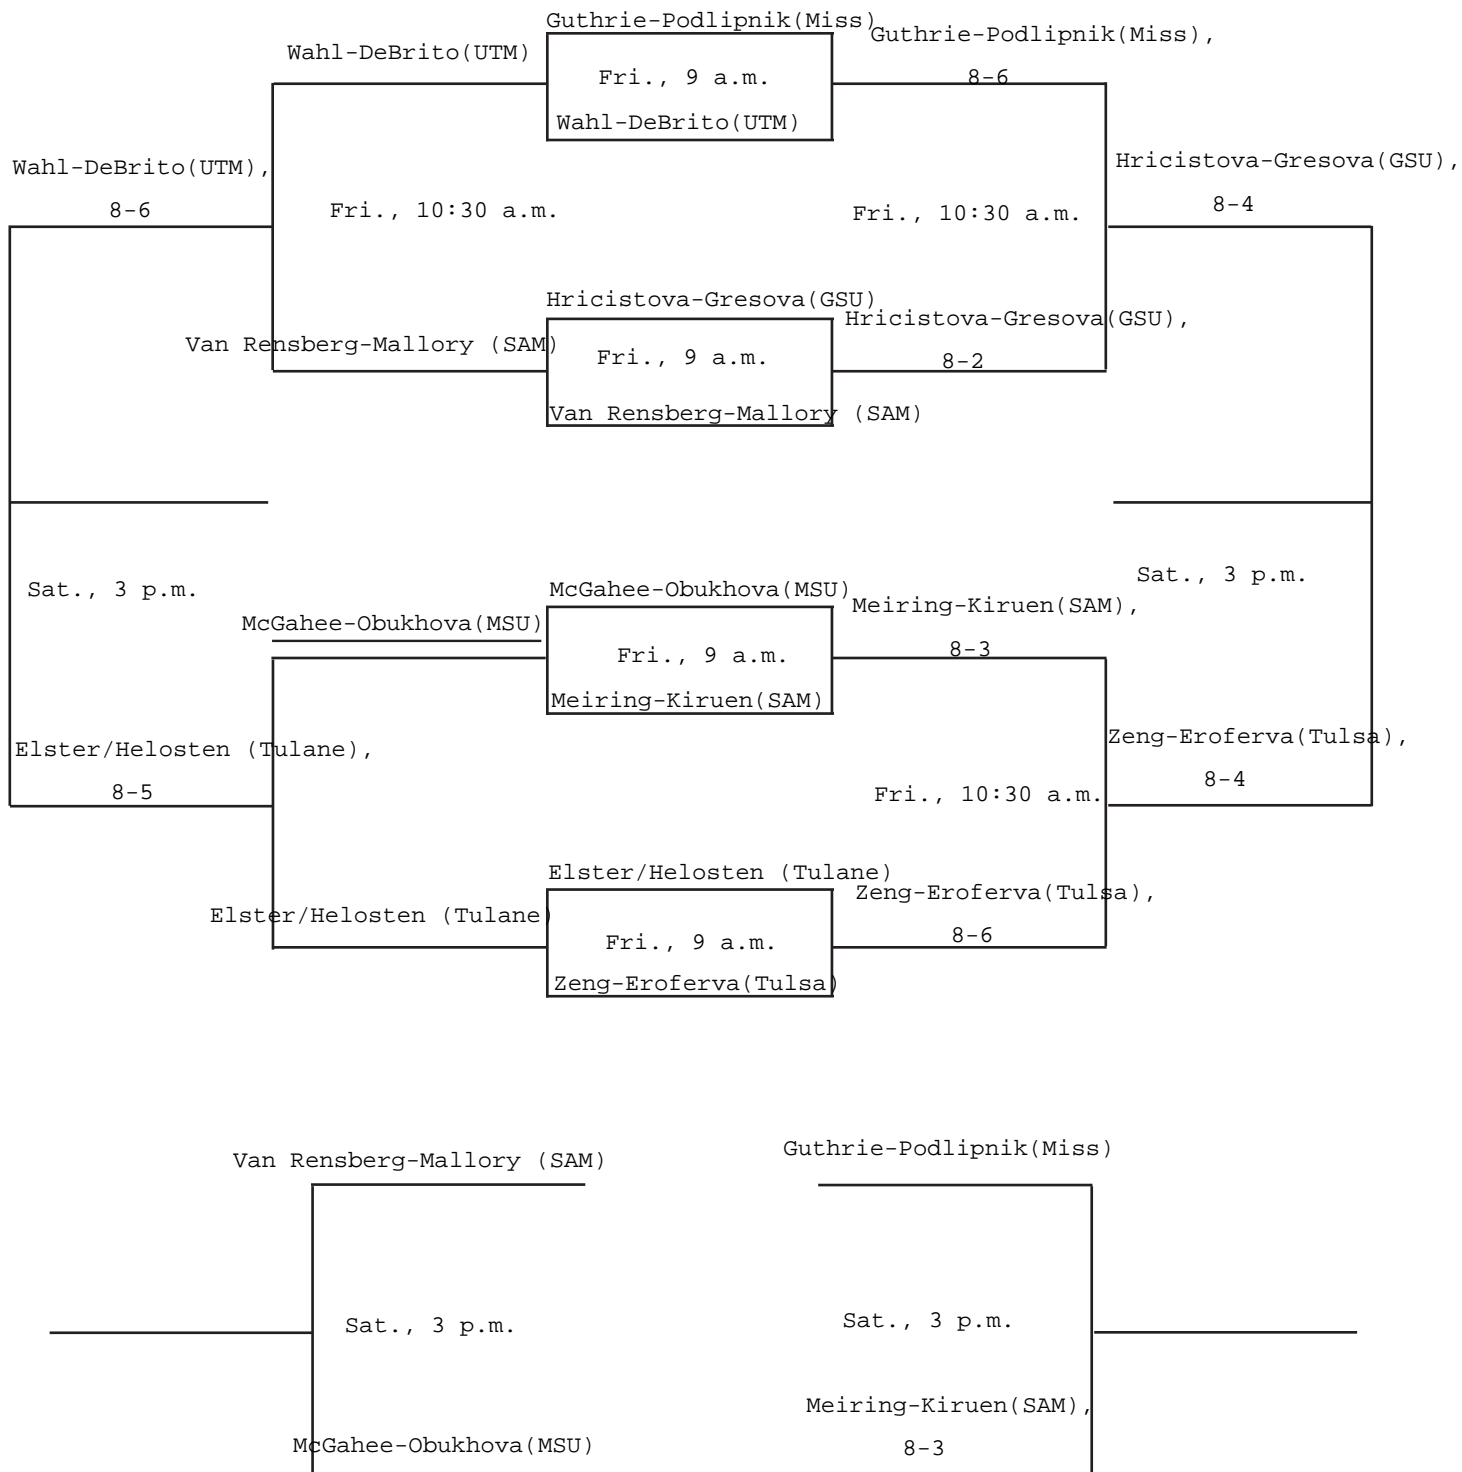 Guthrie-Podlipnik(Miss)
Guthrie-Podlipnik(Miss),
Wahl-DeBrito(UTM)
Fri., 9 a.m.
8-6
Wahl-DeBrito(UTM)
Wahl-DeBrito(UTM),
Hricistova-Gresova(GSU),
8-6
Fri., 10:30 a.m.
Fri., 10:30 a.m.
8-4
Hricistova-Gresova(GSU)
Hricistova-Gresova(GSU),
Van Rensberg-Mallory (SAM)
Fri., 9 a.m.
8-2
Van Rensberg-Mallory (SAM)
Sat., 3 p.m.
Sat., 3 p.m.
McGahee-Obukhova(MSU)
McGahee-Obukhova(MSU)
Meiring-Kiruen(SAM),
Fri., 9 a.m.
8-3
Meiring-Kiruen(SAM)
Elster/Helosten (Tulane),
Zeng-Eroferva(Tulsa),
8-5
Fri., 10:30 a.m.
8-4
Elster/Helosten (Tulane)
Zeng-Eroferva(Tulsa),
Elster/Helosten (Tulane)
Fri., 9 a.m.
8-6
Zeng-Eroferva(Tulsa)
Van Rensberg-Mallory (SAM)
Guthrie-Podlipnik(Miss)
Sat., 3 p.m.
Sat., 3 p.m.
Meiring-Kiruen(SAM),
McGahee-Obukhova(MSU)
8-3